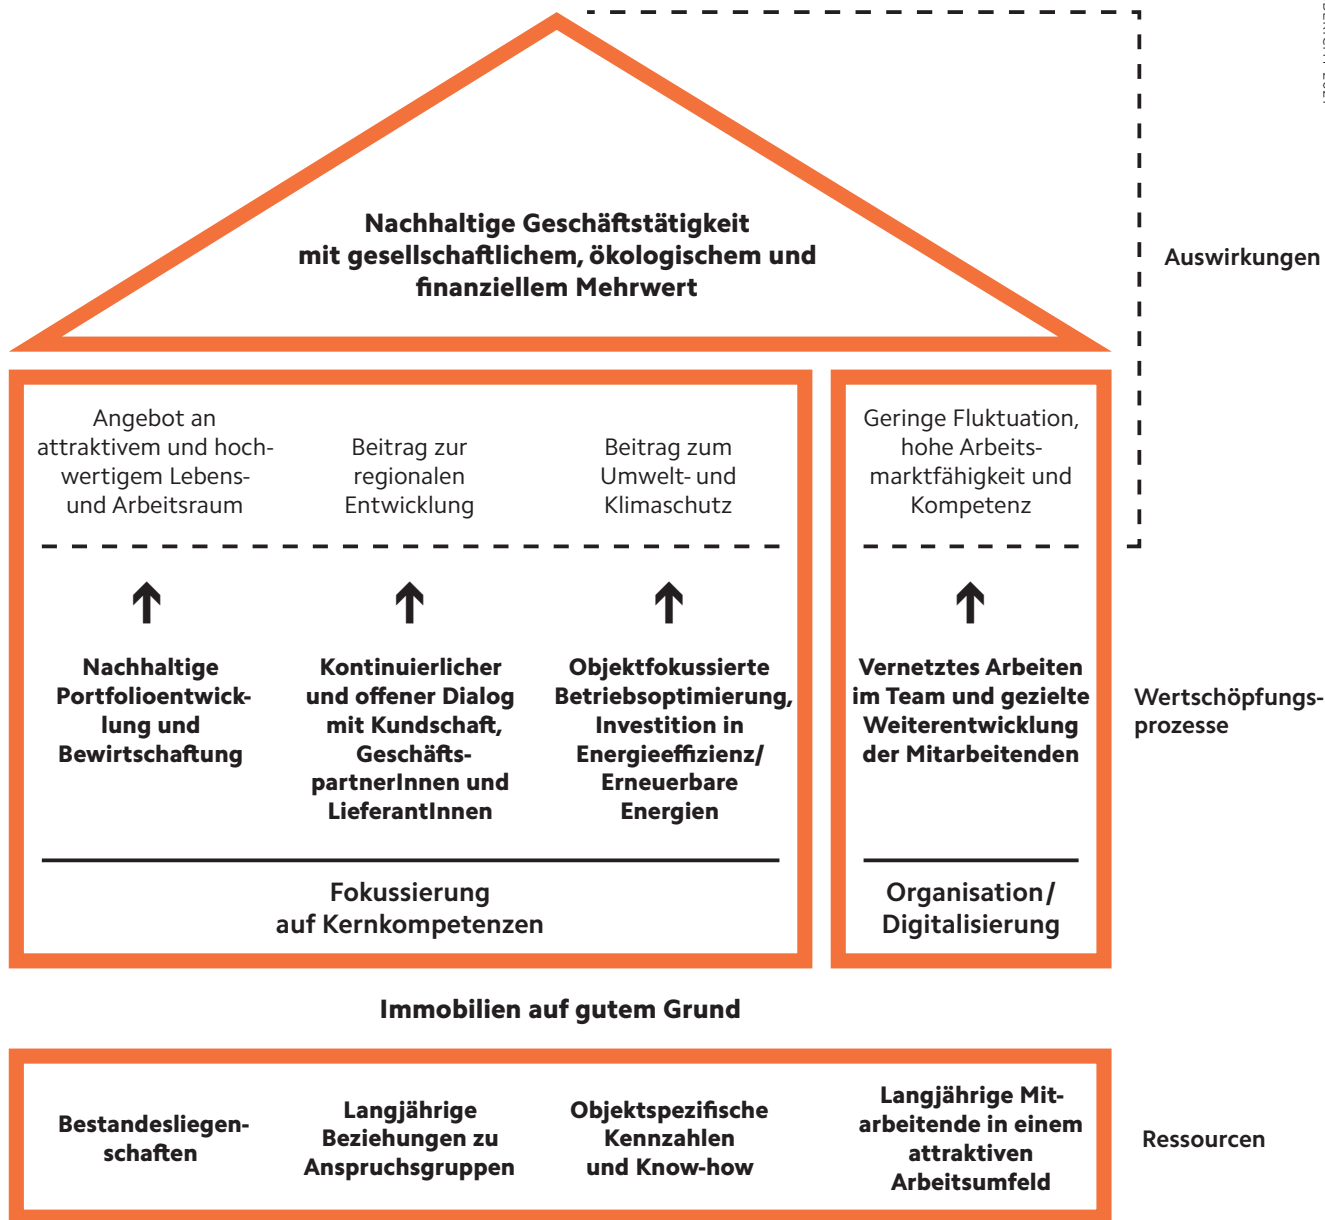 Nachhaltige Geschäftstätigkeit
mit gesellschaftlichem, ökologischem und
finanziellem Mehrwert
Auswirkungen
Angebot an
attraktivem und hoch-
wertigem Lebens-
und Arbeitsraum
Beitrag zur
regionalen
Entwicklung
Beitrag zum
Umwelt- und
Klimaschutz
Geringe Fluktuation,
hohe Arbeits-
marktfähigkeit und
Kompetenz
Nachhaltige
Portfolioentwick-
lung und
Bewirtschaftung
Kontinuierlicher
und offener Dialog
mit Kundschaft,
Geschäfts-
partnerInnen und
LieferantInnen
Objektfokussierte
Betriebsoptimierung,
Investition in
Energieeffizienz/
Erneuerbare
Energien
Vernetztes Arbeiten
im Team und gezielte
Weiterentwicklung
der Mitarbeitenden
Wertschöpfungs-
prozesse
Fokussierung
auf Kernkompetenzen
Organisation/
Digitalisierung
Immobilien auf gutem Grund
Bestandesliegen-
schaften
Langjährige
Beziehungen zu
Anspruchsgruppen
Objektspezifische
Kennzahlen
und Know-how
Langjährige Mit-
arbeitende in einem
attraktiven
Arbeitsumfeld
Ressourcen